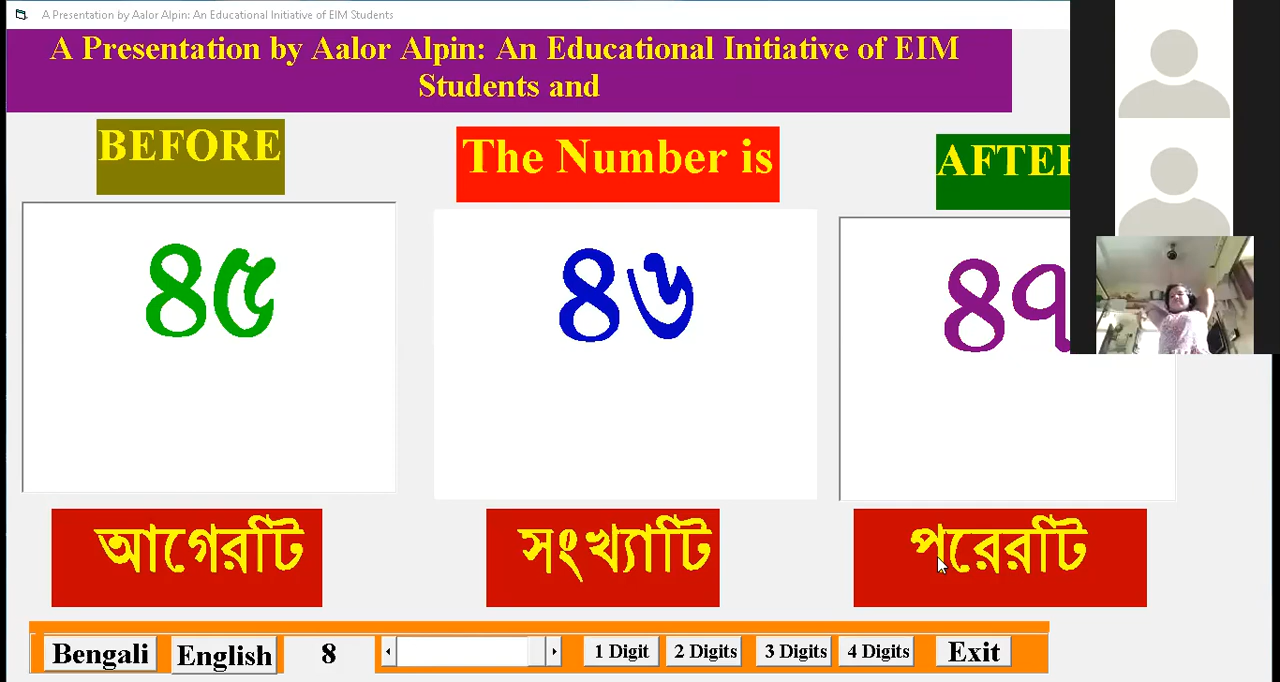 A Presentation by Aalor Alpin: An Educational Initiative of EIM Students
A Presentation by Aalor Alpin: An Educational Initiative of EIM
Students and
BEFORE
The Number is
AFTER
৪৫
৪৬
৪৭
আগেরটি
সংখ্যাটি
পরেরটি
Bengali
English
8
1 Digit
2 Digits
3 Digits
4 Digits
Exit